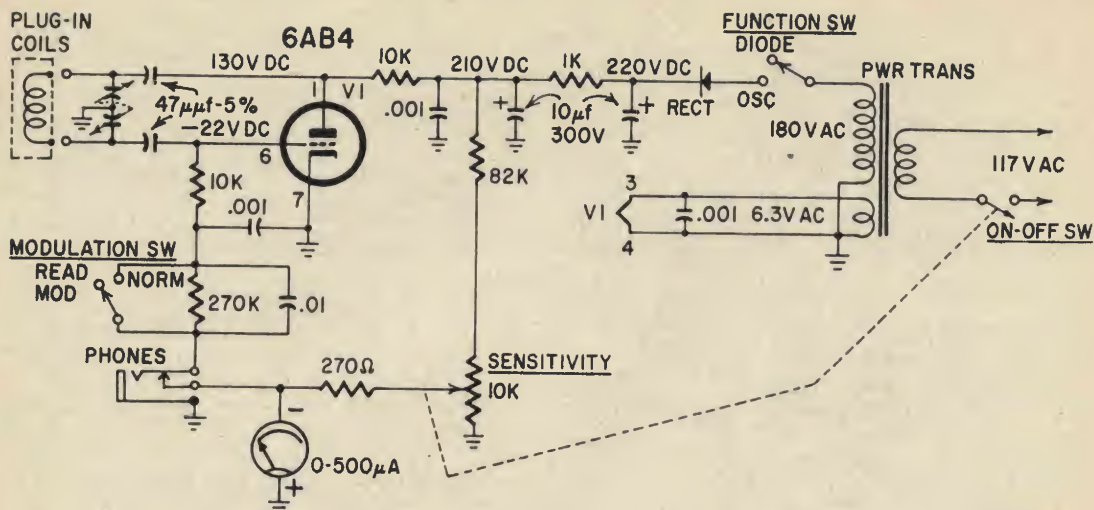 PLUG-IN
COILS
6AB4
130V DC
1
V1
10K
210V DC
1K
220V DC
FUNCTION SW
DIODE
OSC
PWR TRANS
47μμf-5%
-22V DC
6
7
.001
+
10μf
300V
+
RECT
180V AC
117V AC
ON-OFF SW
10K
.001
82K
V1
3
4
.001
6.3V AC
MODULATION SW
READ
MOD
NORM
270K
.01
PHONES
270Ω
SENSITIVITY
10K
-
0-500μA
+